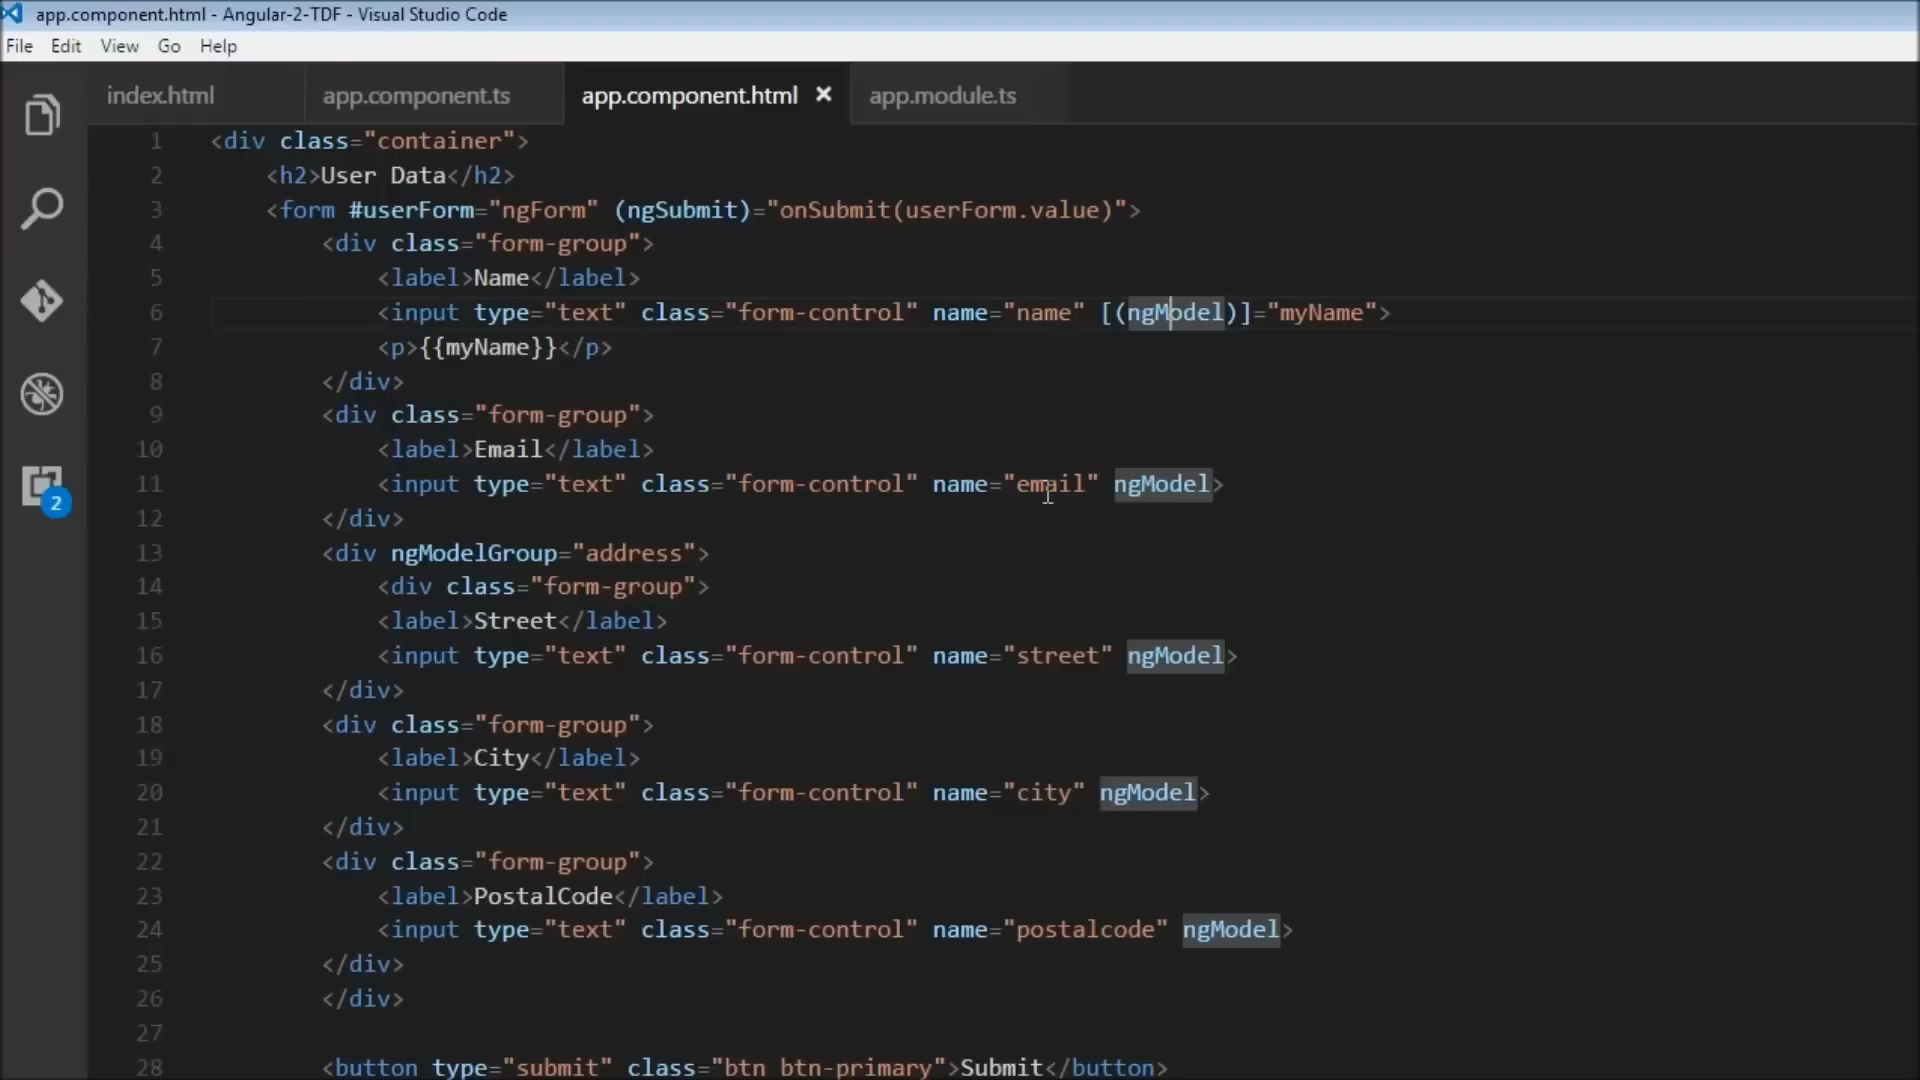 app.component.html - Angular-2-TDF - Visual Studio Code
File Edit View Go Help
index.html app.component.ts app.component.html × app.module.ts
1 <div class="container">
2 <h2>User Data</h2>
3 <form #userForm="ngForm" (ngSubmit)="onSubmit(userForm.value)">
4 <div class="form-group">
5 <label>Name</label>
6 <input type="text" class="form-control" name="name" [(ngModel)]="myName">
7 <p>{{myName}}</p>
8 </div>
9 <div class="form-group">
10 <label>Email</label>
11 <input type="text" class="form-control" name="email" ngModel>
12 </div>
13 <div ngModelGroup="address">
14 <div class="form-group">
15 <label>Street</label>
16 <input type="text" class="form-control" name="street" ngModel>
17 </div>
18 <div class="form-group">
19 <label>City</label>
20 <input type="text" class="form-control" name="city" ngModel>
21 </div>
22 <div class="form-group">
23 <label>PostalCode</label>
24 <input type="text" class="form-control" name="postalcode" ngModel>
25 </div>
26 </div>
27
28 <button type="submit" class="btn btn-primary">Submit</button>
2